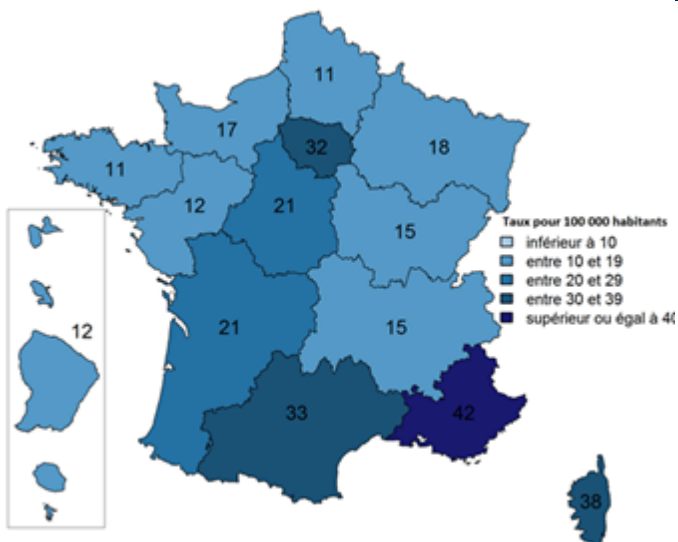 11
17
32
18
11
12
21
15
Taux pour 100 000 habitants
inférieur à 10
entre 10 et 19
entre 20 et 29
entre 30 et 39
supérieur ou égal à 40
12
21
15
33
42
38